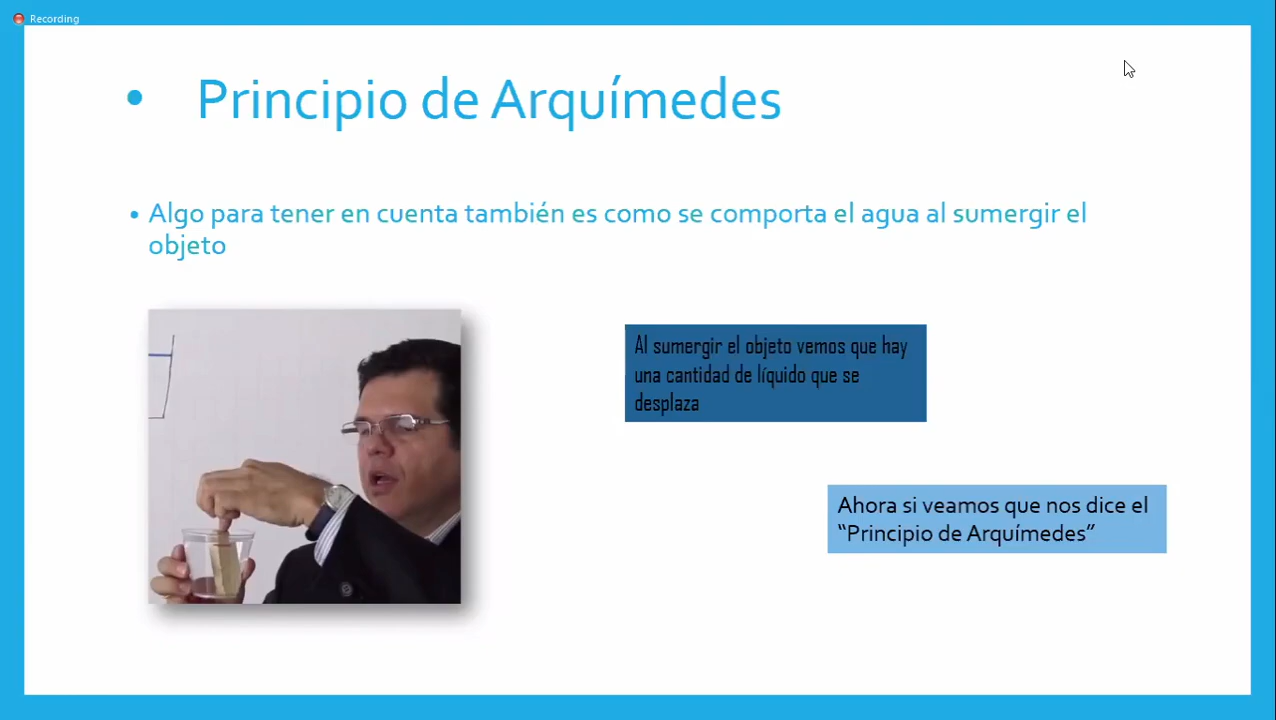 Recording
• Principio de Arquímedes
• Algo para tener en cuenta también es como se comporta el agua al sumergir el
objeto
Al sumergir el objeto vemos que hay
una cantidad de líquido que se
desplaza
Ahora si veamos que nos dice el
“Principio de Arquímedes”